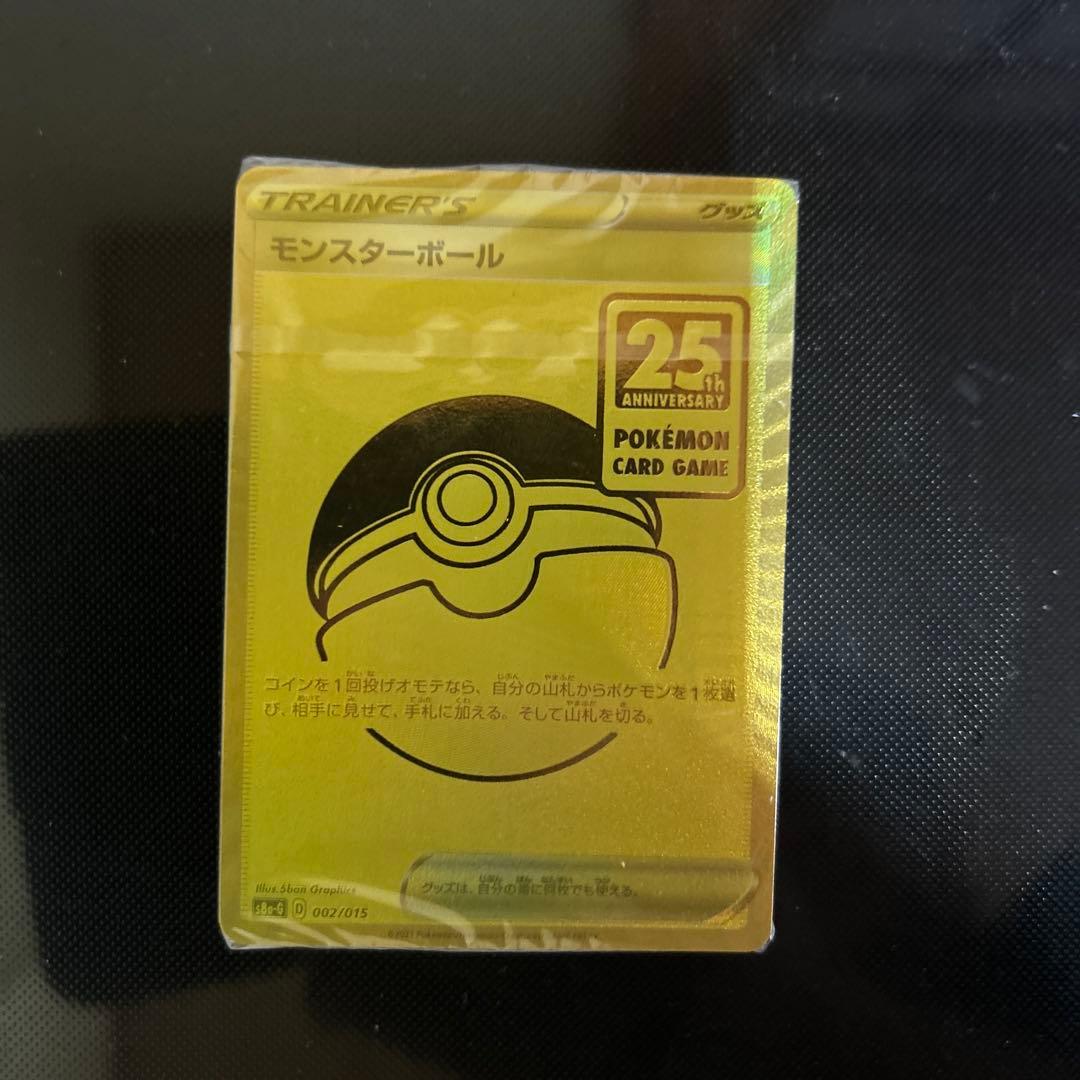 TRAINER'S グッズ
モンスターボール
25th
ANNIVERSARY
POKÉMON
CARD GAME
コインを1回投げオモテなら、自分の山札からポケモンを1枚選
び、相手に見せて、手札に加える。そして山札を切る。
グッズは、自分の番に何枚でも使える。
Illus.5ban Graphics
s8a-G D 002/015